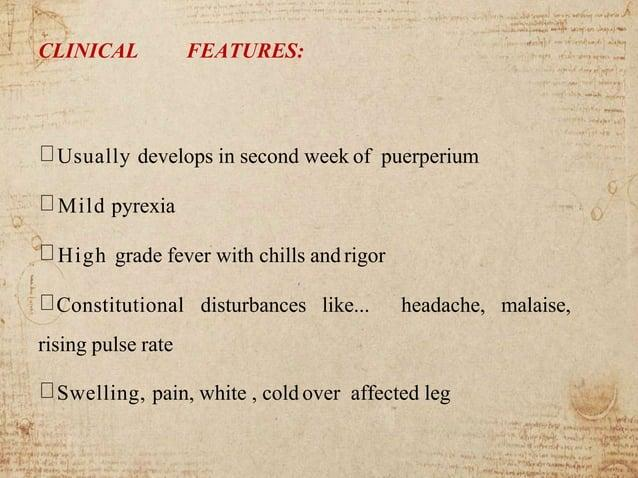 CLINICAL FEATURES:
Usually develops in second week of puerperium
Mild pyrexia
High grade fever with chills and rigor
Constitutional disturbances like... headache, malaise,
rising pulse rate
Swelling, pain, white , cold over affected leg